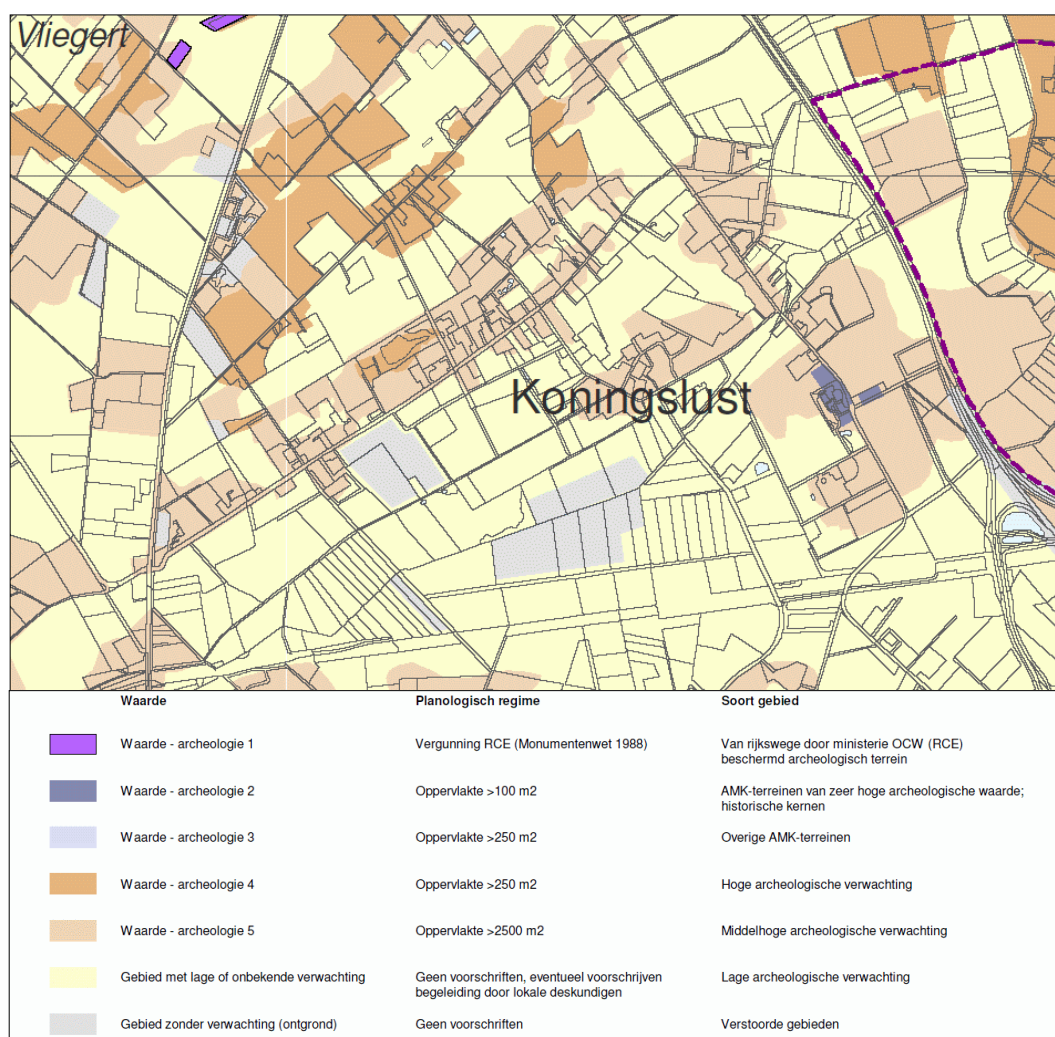 Vliegert
Koningslust
Waarde Planologisch regime Soort gebied
Waarde - archeologie 1 Vergunning RCE (Monumentenwet 1988) Van rijkswege door ministerie OCW (RCE)
beschermd archeologisch terrein
Waarde - archeologie 2 Oppervlakte >100 m2 AMK-terreinen van zeer hoge archeologische waarde;
historische kernen
Waarde - archeologie 3 Oppervlakte >250 m2 Overige AMK-terreinen
Waarde - archeologie 4 Oppervlakte >250 m2 Hoge archeologische verwachting
Waarde - archeologie 5 Oppervlakte >2500 m2 Middelhoge archeologische verwachting
Gebied met lage of onbekende verwachting Geen voorschriften, eventueel voorschrijven Lage archeologische verwachting
begeleiding door lokale deskundigen
Gebied zonder verwachting (ontgrond) Geen voorschriften Verstoorde gebieden